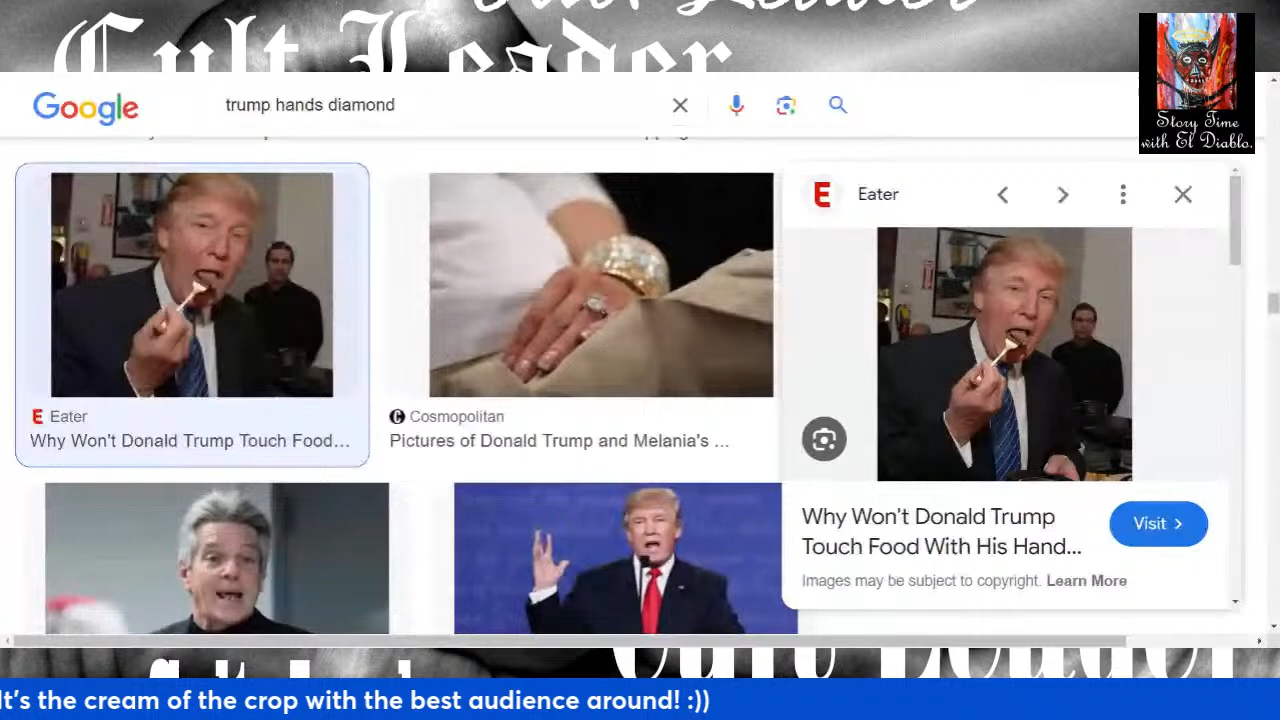 Cult Leader
Google
trump hands diamond
Story Time
with El Diablo.
E Eater
E Eater
Why Won't Donald Trump Touch Food…
C Cosmopolitan
Pictures of Donald Trump and Melania's ...
Why Won't Donald Trump
Touch Food With His Hand...
Visit
Images may be subject to copyright. Learn More
Cult Leader
It's the cream of the crop with the best audience around! :))